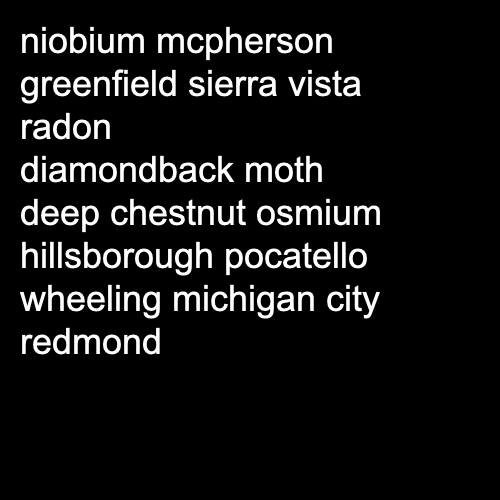 niobium mcpherson
greenfield sierra vista
radon
diamondback moth
deep chestnut osmium
hillsborough pocatello
wheeling michigan city
redmond